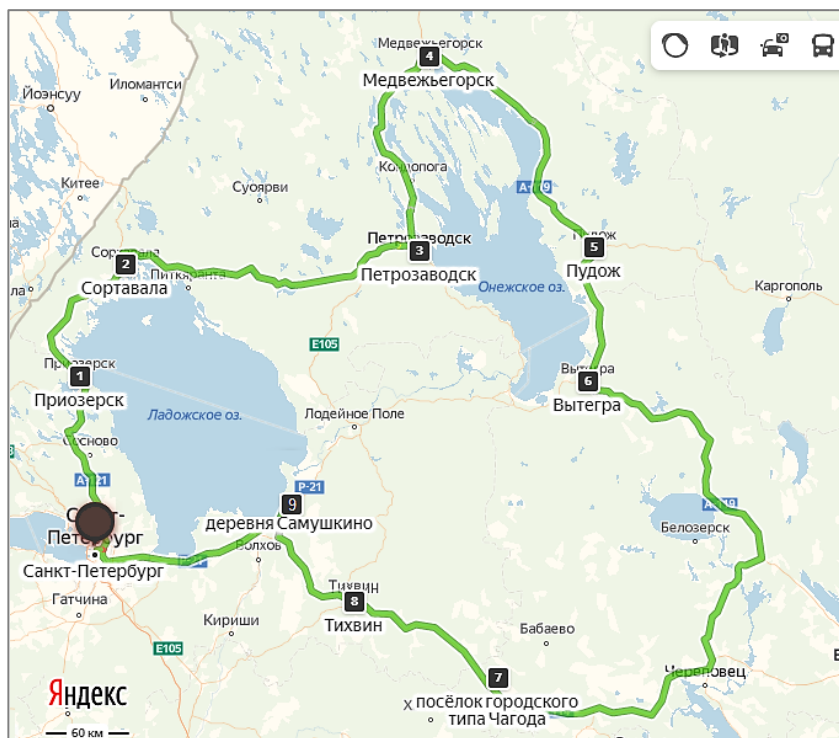 Медвежьегорск
4
Медвежьегорск
Йоэнсуу
Иломантси
Китее
Суоярви
Кондопога
А-119
Петрозаводск
3
Петрозаводск
Пудож
5
Пудож
Сортавала
2
Сортавала
Питкяранта
Онежское оз.
Каргополь
E105
Приозерск
1
Приозерск
Вытегра
6
Вытегра
Ладожское оз.
Лодейное Поле
Сосново
А-121
Р-21
9
деревня Самушкино
А-119
Белозерск
Санкт-Петербург
Санкт-Петербург
Волхов
Гатчина
Тихвин
8
Тихвин
Кириши
E105
Бабаево
Череповец
7
посёлок городского
типа Чагода
Яндекс
60 км